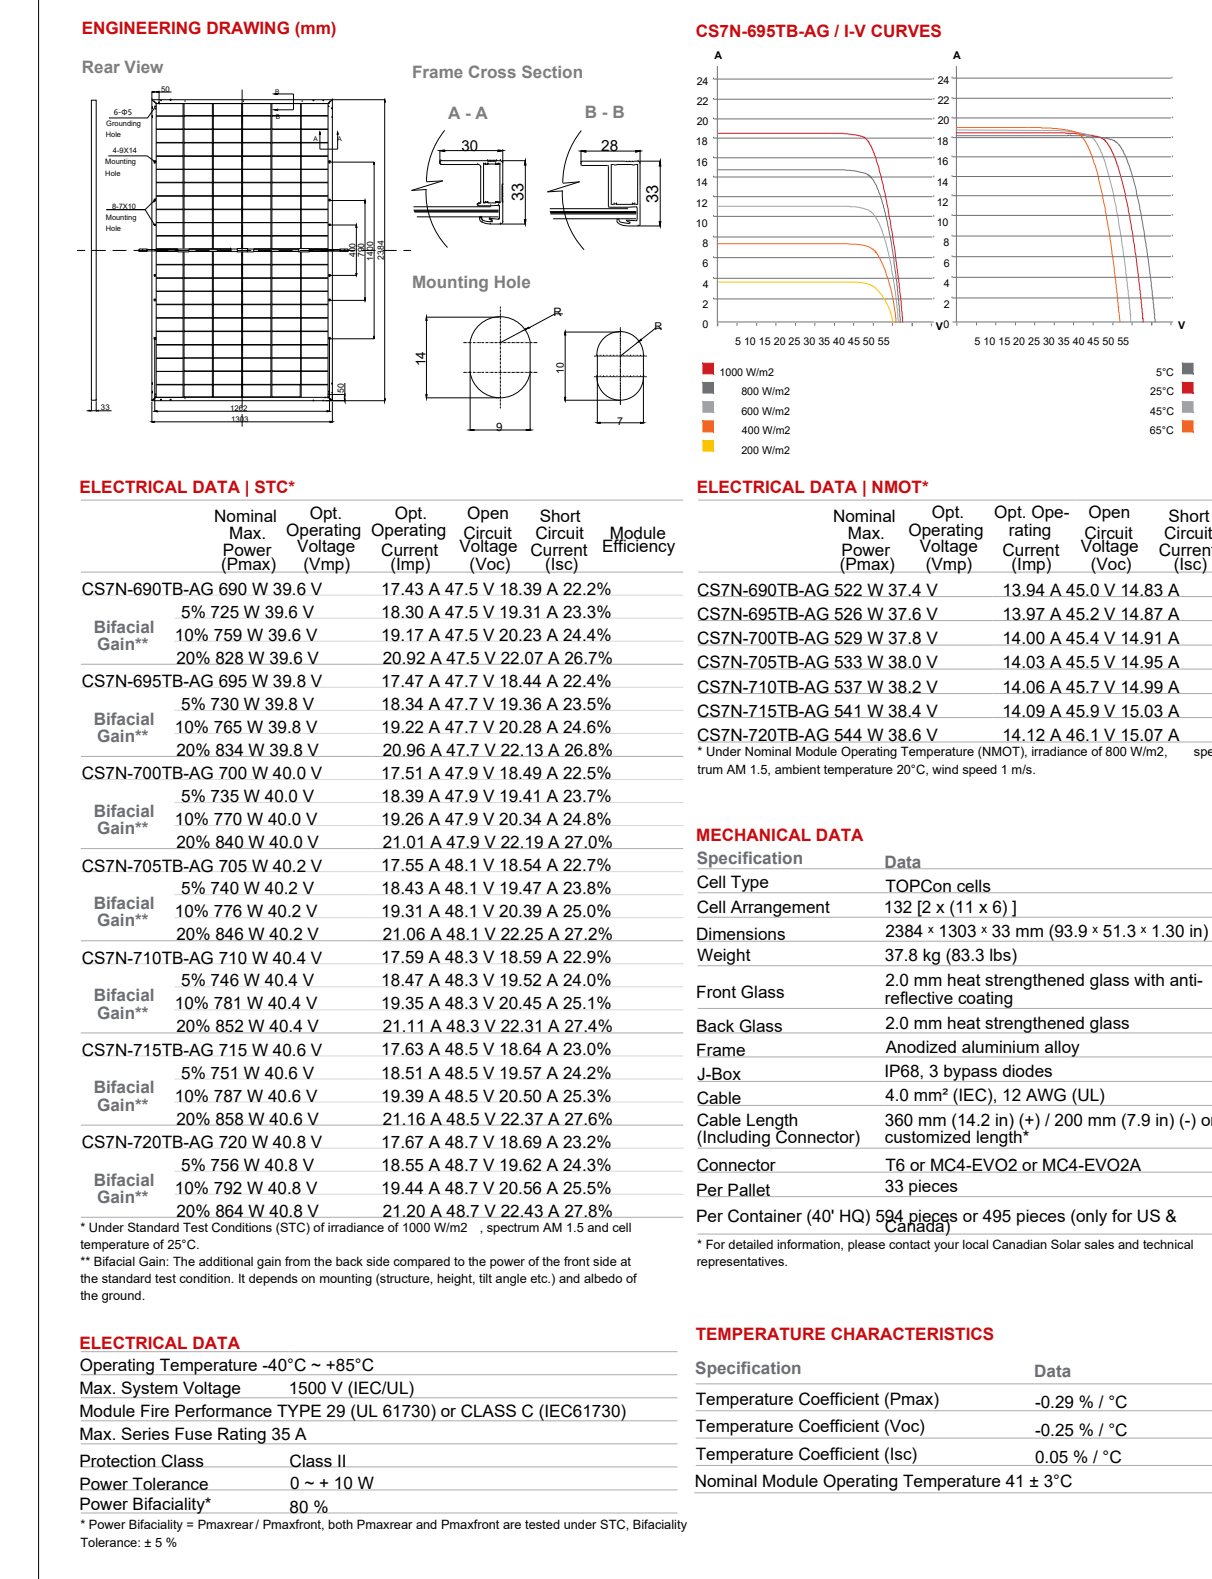 ENGINEERING DRAWING (mm)
Rear View
50
B
B
6-Φ5
Grounding
Hole
A
A
4-9X14
Mounting
Hole
8-7X10
Mounting
Hole
400
790
1400
2384
50
33
1262
1303
Frame Cross Section
A - A
B - B
30
33
28
33
Mounting Hole
R
14
9
R
10
7
CS7N-695TB-AG / I-V CURVES
A
24
22
20
18
16
14
12
10
8
6
4
2
0
V
5 10 15 20 25 30 35 40 45 50 55
1000 W/m2
800 W/m2
600 W/m2
400 W/m2
200 W/m2
A
24
22
20
18
16
14
12
10
8
6
4
2
0
V
5 10 15 20 25 30 35 40 45 50 55
5°C
25°C
45°C
65°C
ELECTRICAL DATA | STC*
Nominal Max. Power (Pmax) Opt. Operating Voltage (Vmp) Opt. Operating Current (Imp) Open Circuit Voltage (Voc) Short Circuit Current (Isc) Module Efficiency
CS7N-690TB-AG 690 W 39.6 V 17.43 A 47.5 V 18.39 A 22.2%
Bifacial Gain**
5% 725 W 39.6 V 18.30 A 47.5 V 19.31 A 23.3%
10% 759 W 39.6 V 19.17 A 47.5 V 20.23 A 24.4%
20% 828 W 39.6 V 20.92 A 47.5 V 22.07 A 26.7%
CS7N-695TB-AG 695 W 39.8 V 17.47 A 47.7 V 18.44 A 22.4%
Bifacial Gain**
5% 730 W 39.8 V 18.34 A 47.7 V 19.36 A 23.5%
10% 765 W 39.8 V 19.22 A 47.7 V 20.28 A 24.6%
20% 834 W 39.8 V 20.96 A 47.7 V 22.13 A 26.8%
CS7N-700TB-AG 700 W 40.0 V 17.51 A 47.9 V 18.49 A 22.5%
Bifacial Gain**
5% 735 W 40.0 V 18.39 A 47.9 V 19.41 A 23.7%
10% 770 W 40.0 V 19.26 A 47.9 V 20.34 A 24.8%
20% 840 W 40.0 V 21.01 A 47.9 V 22.19 A 27.0%
CS7N-705TB-AG 705 W 40.2 V 17.55 A 48.1 V 18.54 A 22.7%
Bifacial Gain**
5% 740 W 40.2 V 18.43 A 48.1 V 19.47 A 23.8%
10% 776 W 40.2 V 19.31 A 48.1 V 20.39 A 25.0%
20% 846 W 40.2 V 21.06 A 48.1 V 22.25 A 27.2%
CS7N-710TB-AG 710 W 40.4 V 17.59 A 48.3 V 18.59 A 22.9%
Bifacial Gain**
5% 746 W 40.4 V 18.47 A 48.3 V 19.52 A 24.0%
10% 781 W 40.4 V 19.35 A 48.3 V 20.45 A 25.1%
20% 852 W 40.4 V 21.11 A 48.3 V 22.31 A 27.4%
CS7N-715TB-AG 715 W 40.6 V 17.63 A 48.5 V 18.64 A 23.0%
Bifacial Gain**
5% 751 W 40.6 V 18.51 A 48.5 V 19.57 A 24.2%
10% 787 W 40.6 V 19.39 A 48.5 V 20.50 A 25.3%
20% 858 W 40.6 V 21.16 A 48.5 V 22.37 A 27.6%
CS7N-720TB-AG 720 W 40.8 V 17.67 A 48.7 V 18.69 A 23.2%
Bifacial Gain**
5% 756 W 40.8 V 18.55 A 48.7 V 19.62 A 24.3%
10% 792 W 40.8 V 19.44 A 48.7 V 20.56 A 25.5%
20% 864 W 40.8 V 21.20 A 48.7 V 22.43 A 27.8%
* Under Standard Test Conditions (STC) of irradiance of 1000 W/m2 , spectrum AM 1.5 and cell
temperature of 25°C.
** Bifacial Gain: The additional gain from the back side compared to the power of the front side at
the standard test condition. It depends on mounting (structure, height, tilt angle etc.) and albedo of
the ground.
ELECTRICAL DATA
Operating Temperature -40°C ~ +85°C
Max. System Voltage 1500 V (IEC/UL)
Module Fire Performance TYPE 29 (UL 61730) or CLASS C (IEC61730)
Max. Series Fuse Rating 35 A
Protection Class Class II
Power Tolerance 0 ~ + 10 W
Power Bifaciality* 80 %
* Power Bifaciality = Pmaxrear / Pmaxfront, both Pmaxrear and Pmaxfront are tested under STC, Bifaciality
Tolerance: ± 5 %
ELECTRICAL DATA | NMOT*
Nominal Max. Power (Pmax) Opt. Operating Voltage (Vmp) Opt. Ope-rating Current (Imp) Open Circuit Voltage (Voc) Short Circuit Current (Isc)
CS7N-690TB-AG 522 W 37.4 V 13.94 A 45.0 V 14.83 A
CS7N-695TB-AG 526 W 37.6 V 13.97 A 45.2 V 14.87 A
CS7N-700TB-AG 529 W 37.8 V 14.00 A 45.4 V 14.91 A
CS7N-705TB-AG 533 W 38.0 V 14.03 A 45.5 V 14.95 A
CS7N-710TB-AG 537 W 38.2 V 14.06 A 45.7 V 14.99 A
CS7N-715TB-AG 541 W 38.4 V 14.09 A 45.9 V 15.03 A
CS7N-720TB-AG 544 W 38.6 V 14.12 A 46.1 V 15.07 A
* Under Nominal Module Operating Temperature (NMOT), irradiance of 800 W/m2, spe
trum AM 1.5, ambient temperature 20°C, wind speed 1 m/s.
MECHANICAL DATA
Specification Data
Cell Type TOPCon cells
Cell Arrangement 132 [2 x (11 x 6) ]
Dimensions 2384 x 1303 x 33 mm (93.9 x 51.3 x 1.30 in)
Weight 37.8 kg (83.3 lbs)
Front Glass 2.0 mm heat strengthened glass with anti-
reflective coating
Back Glass 2.0 mm heat strengthened glass
Frame Anodized aluminium alloy
J-Box IP68, 3 bypass diodes
Cable 4.0 mm² (IEC), 12 AWG (UL)
Cable Length (Including Connector) 360 mm (14.2 in) (+) / 200 mm (7.9 in) (-) or
customized length*
Connector T6 or MC4-EVO2 or MC4-EVO2A
Per Pallet 33 pieces
Per Container (40' HQ) 594 pieces or 495 pieces (only for US &
Canada)
* For detailed information, please contact your local Canadian Solar sales and technical
representatives.
TEMPERATURE CHARACTERISTICS
Specification Data
Temperature Coefficient (Pmax) -0.29 % / °C
Temperature Coefficient (Voc) -0.25 % / °C
Temperature Coefficient (Isc) 0.05 % / °C
Nominal Module Operating Temperature 41 ± 3°C